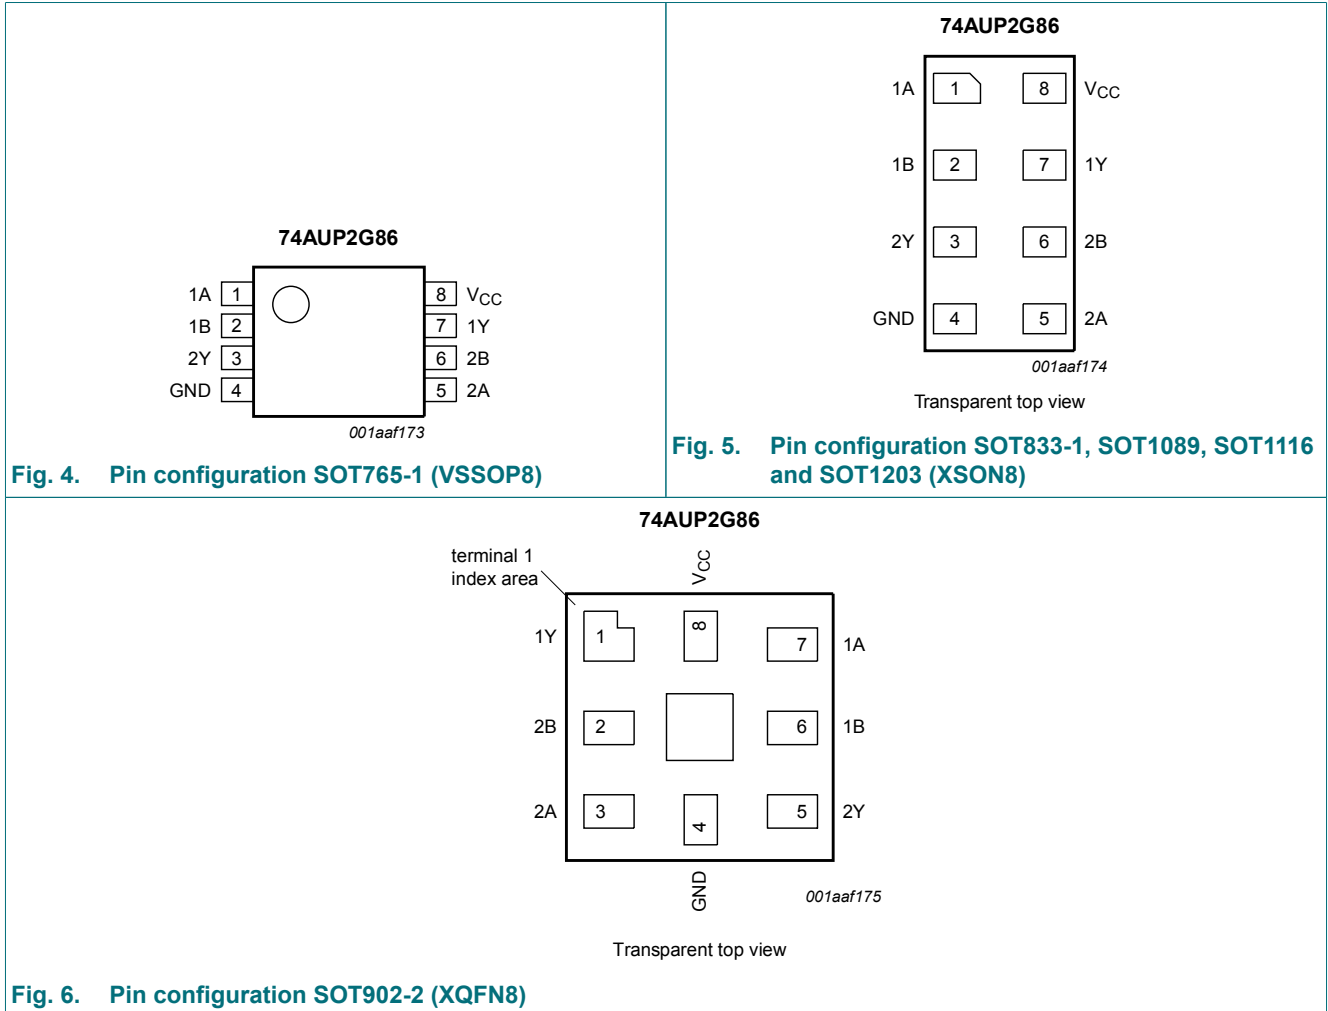 74AUP2G86
1A 1 8 VCC
1B 2 7 1Y
2Y 3 6 2B
GND 4 5 2A
001aaf173
Fig. 4. Pin configuration SOT765-1 (VSSOP8)
74AUP2G86
1A 1 8 VCC
1B 2 7 1Y
2Y 3 6 2B
GND 4 5 2A
001aaf174
Transparent top view
Fig. 5. Pin configuration SOT833-1, SOT1089, SOT1116
and SOT1203 (XSON8)
74AUP2G86
terminal 1
index area
VCC
1Y 1 8 7 1A
2B 2 6 1B
2A 3 4 5 2Y
GND
001aaf175
Transparent top view
Fig. 6. Pin configuration SOT902-2 (XQFN8)